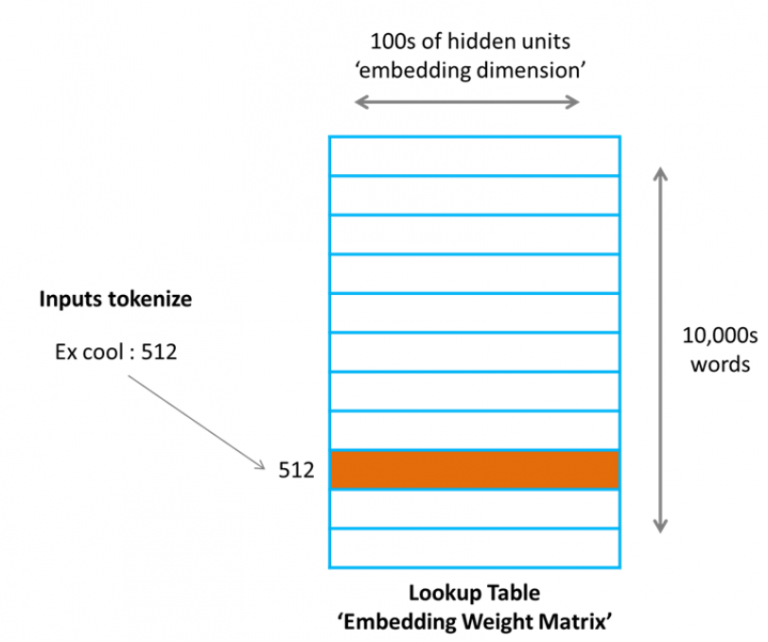 100s of hidden units
‘embedding dimension’
Inputs tokenize
Ex cool : 512
10,000s
words
512
Lookup Table
‘Embedding Weight Matrix’